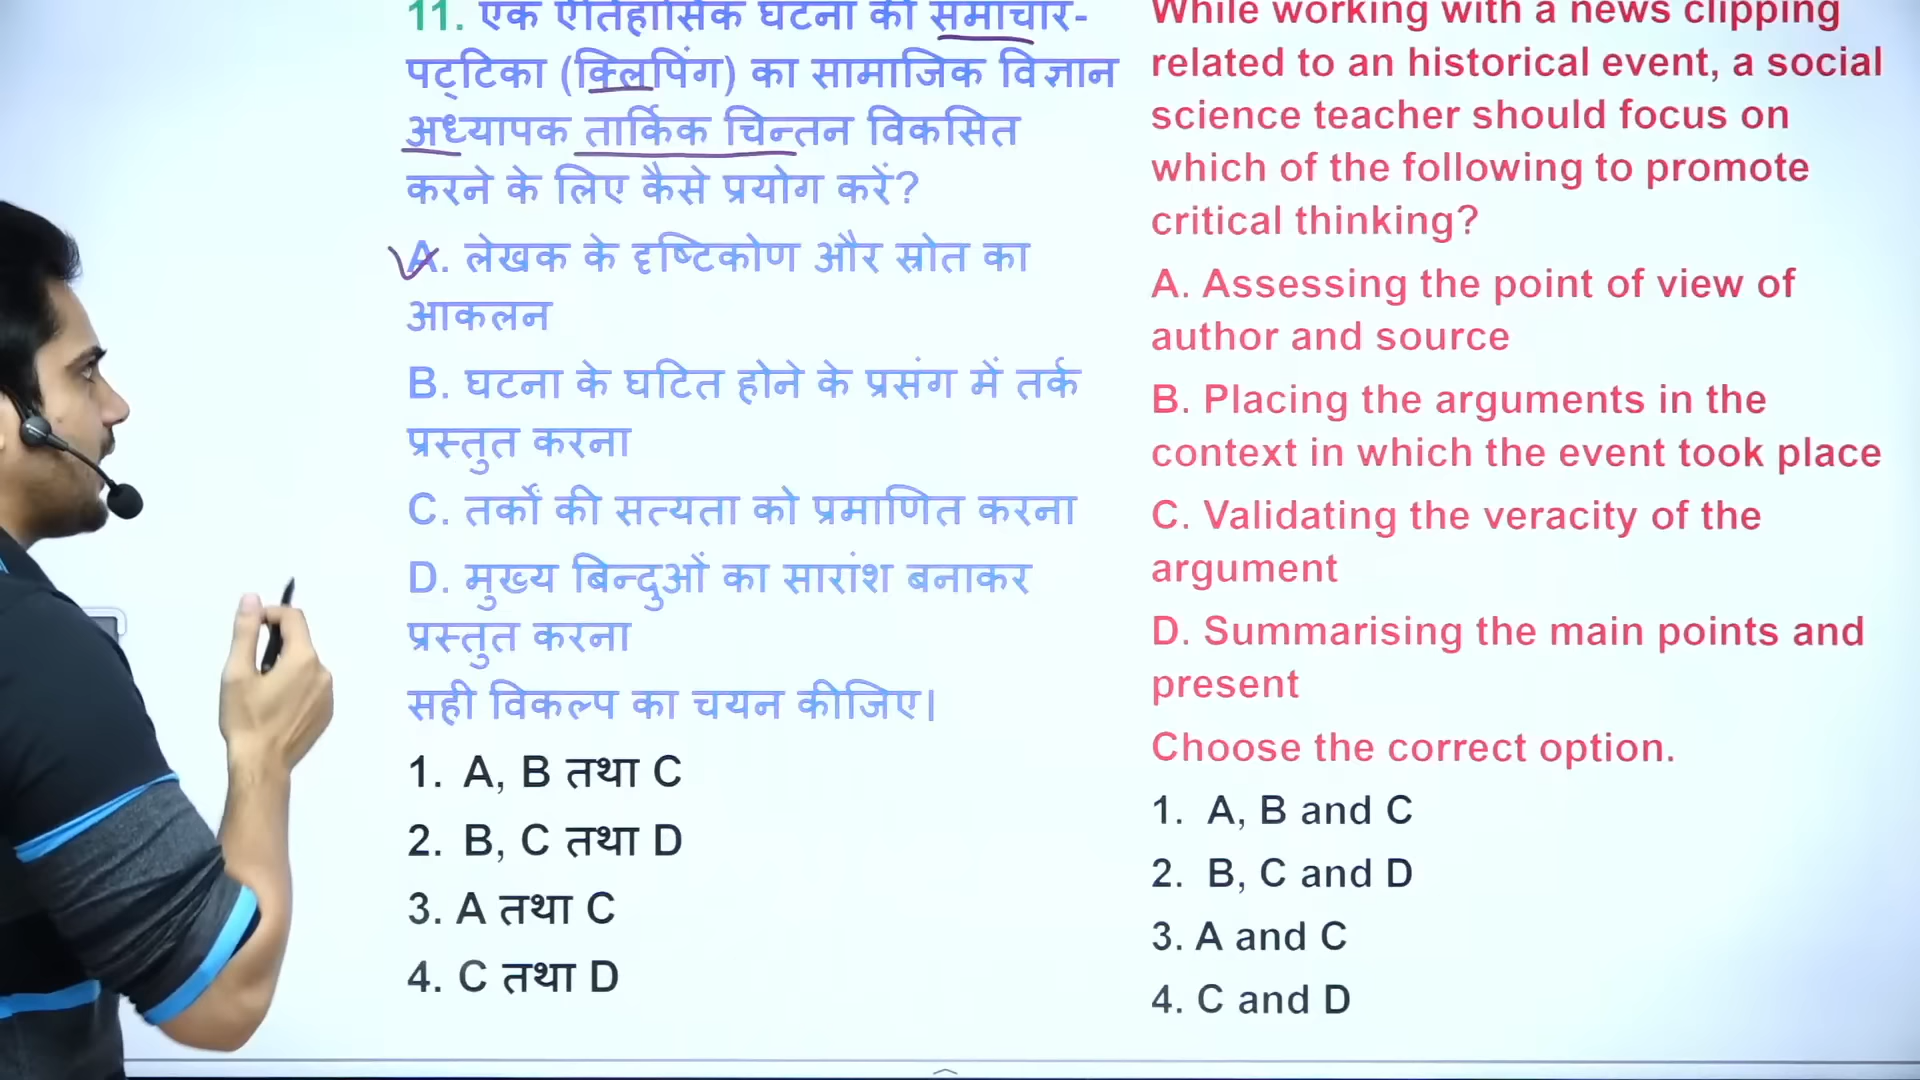 11. एक ऐतिहासिक घटना की समाचार-
पट्टिका (क्लिपिंग) का सामाजिक विज्ञान
अध्यापक तार्किक चिन्तन विकसित
करने के लिए कैसे प्रयोग करें?
A. लेखक के दृष्टिकोण और स्रोत का
आकलन
B. घटना के घटित होने के प्रसंग में तर्क
प्रस्तुत करना
C. तर्कों की सत्यता को प्रमाणित करना
D. मुख्य बिन्दुओं का सारांश बनाकर
प्रस्तुत करना
सही विकल्प का चयन कीजिए।
1. A, B तथा C
2. B, C तथा D
3. A तथा C
4. C तथा D
While working with a news clipping
related to an historical event, a social
science teacher should focus on
which of the following to promote
critical thinking?
A. Assessing the point of view of
author and source
B. Placing the arguments in the
context in which the event took place
C. Validating the veracity of the
argument
D. Summarising the main points and
present
Choose the correct option.
1. A, B and C
2. B, C and D
3. A and C
4. C and D